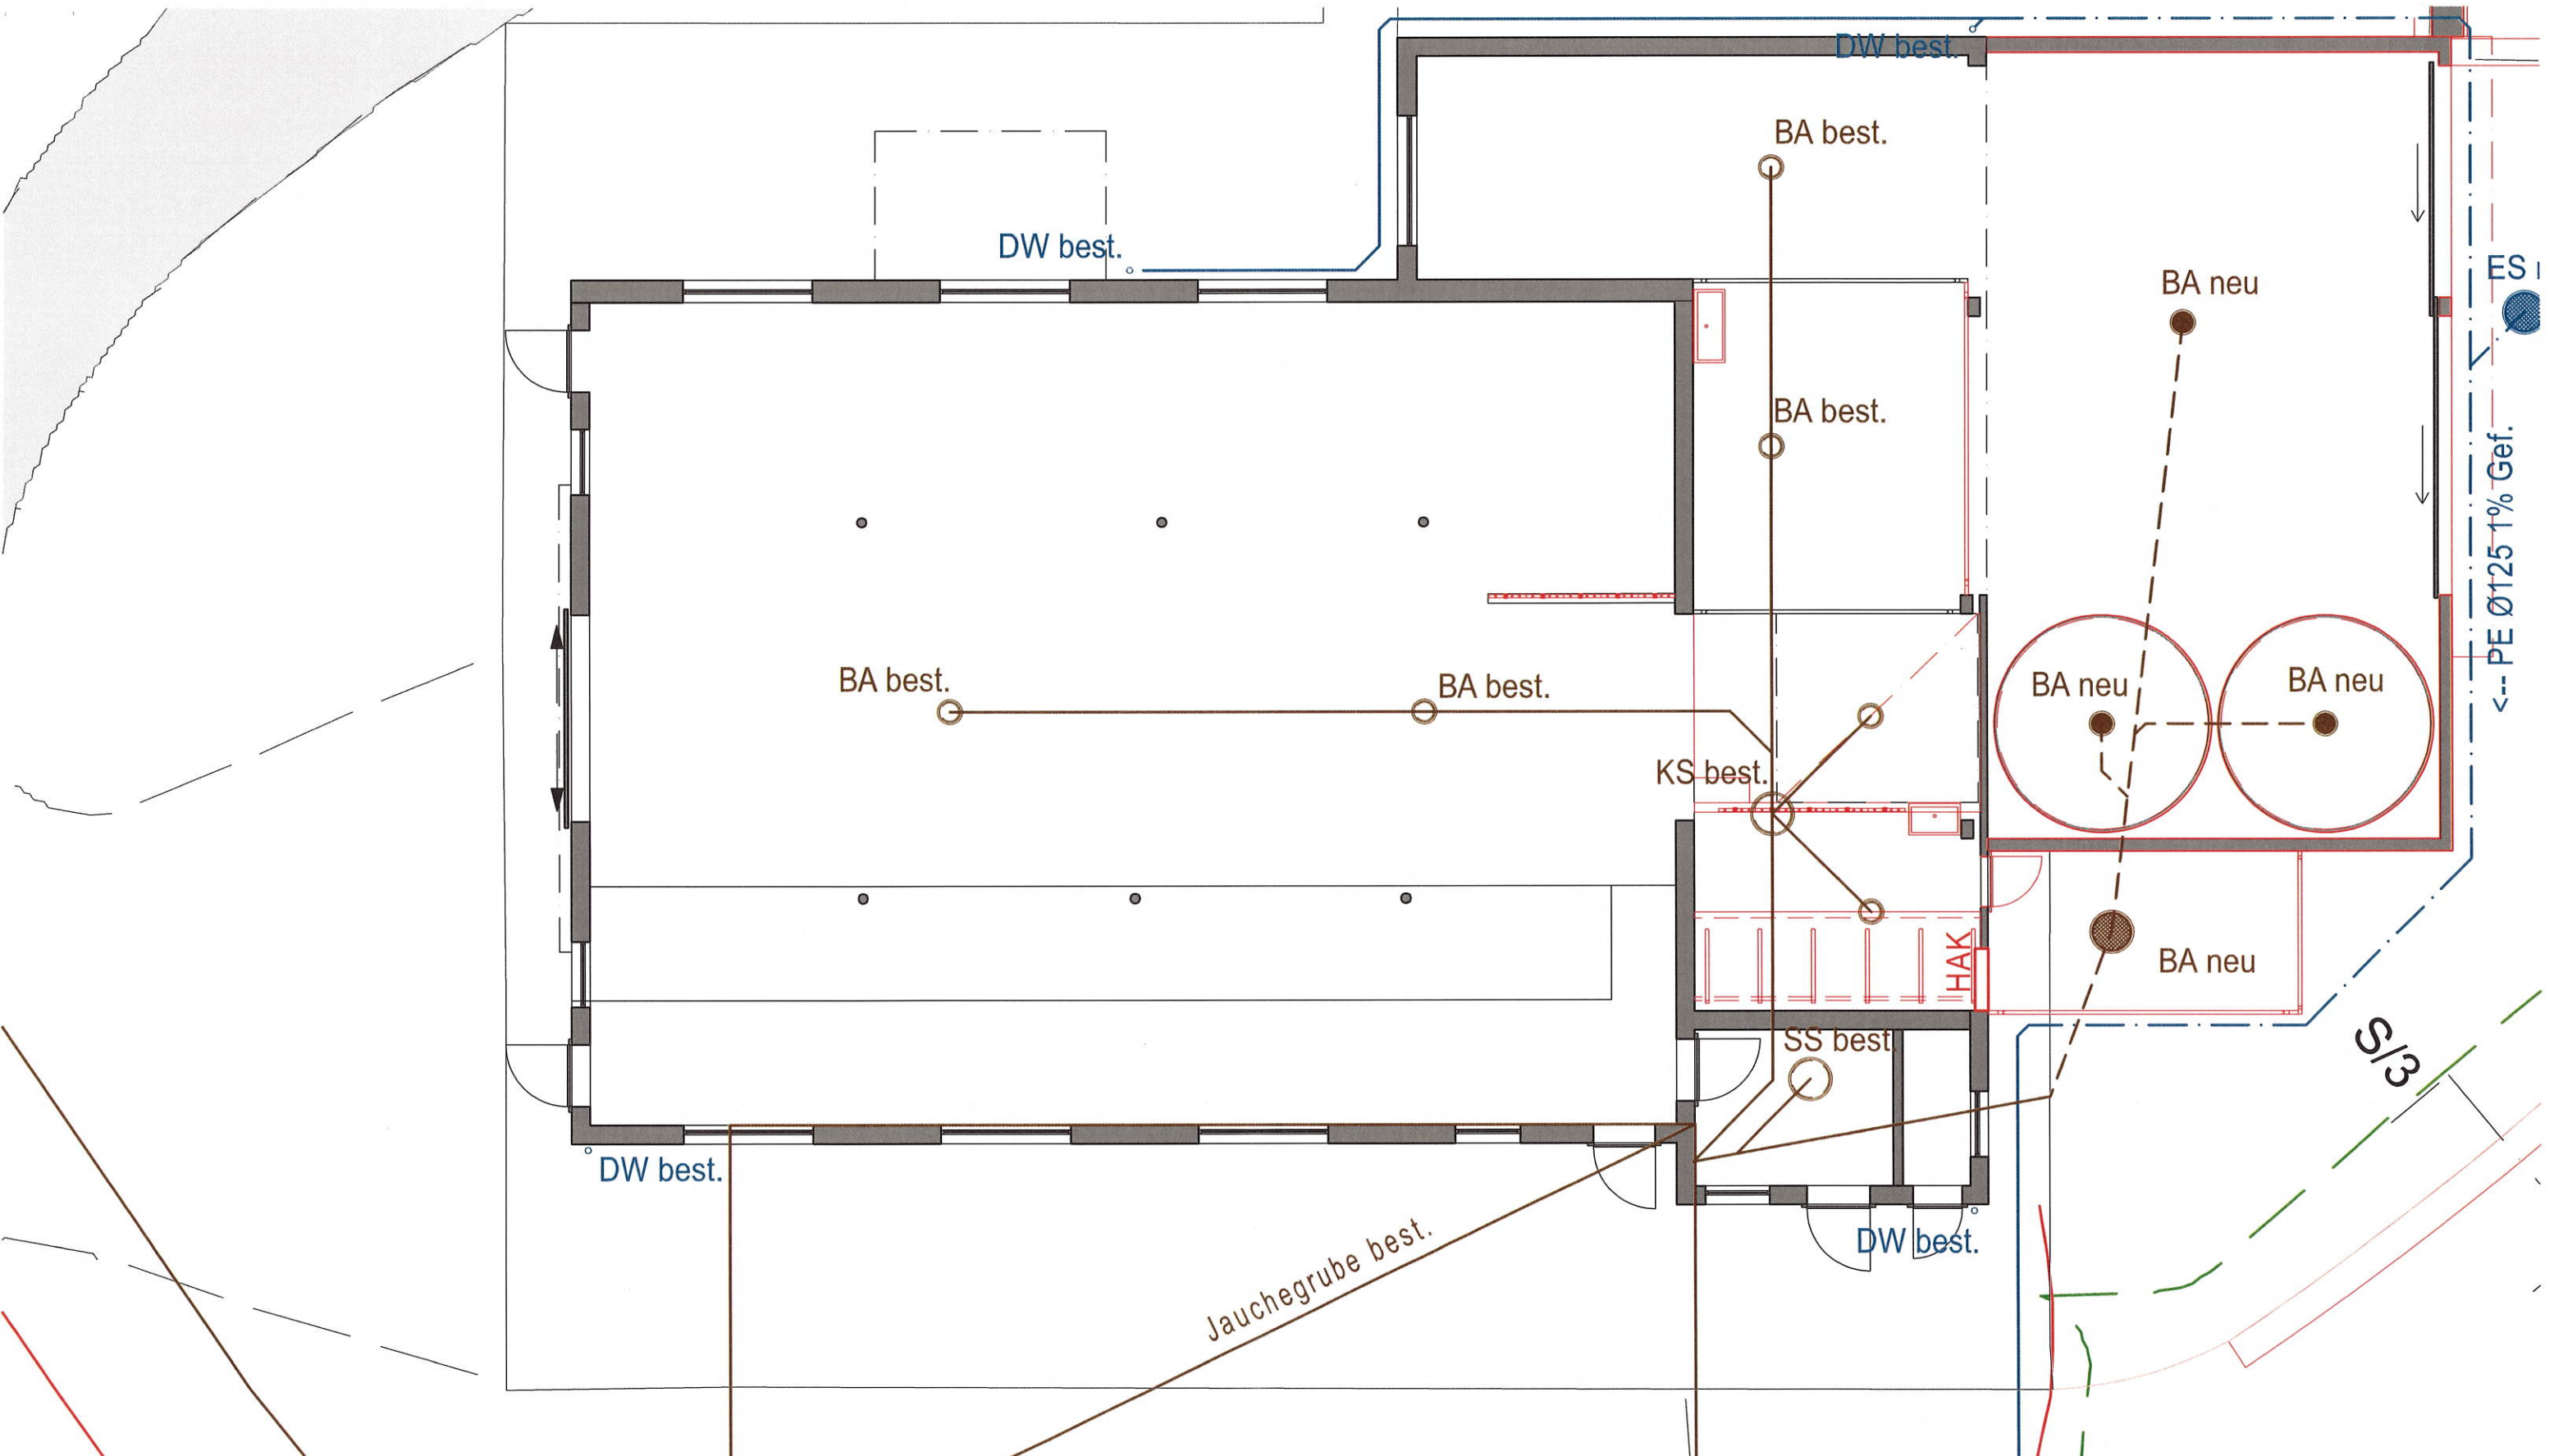 DW best.
BA best.
DW best.
ES
BA neu
BA best.
<-- PE Ø125 1% Gef.
BA best.
BA best.
BA neu
BA neu
KS best.
HAK
BA neu
SS best.
S/3
DW best.
DW best.
Jauchegrube best.